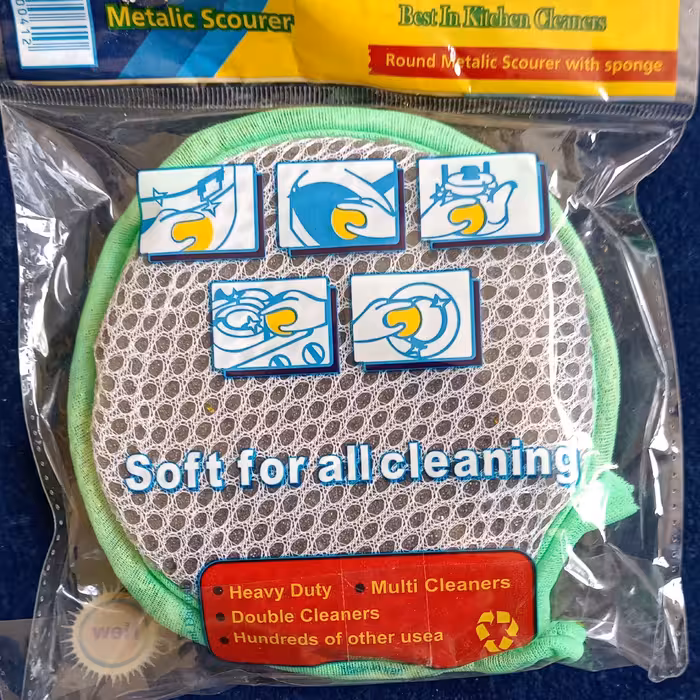 Metalic Scourer
Best In Kitchen Cleaners
Round Metalic Scourer with sponge
Soft for all cleaning
• Heavy Duty • Multi Cleaners
• Double Cleaners
• Hundreds of other usea